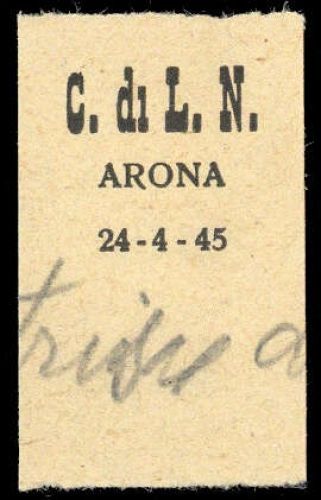 C. di L. N.
ARONA
24 - 4 - 45